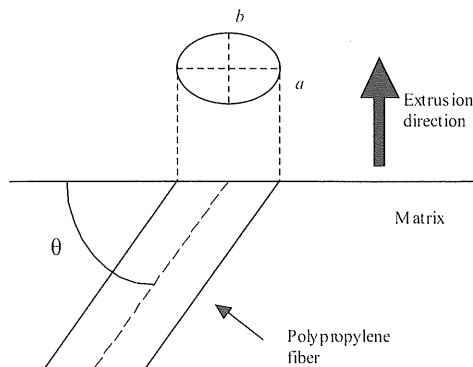 b
a
Extrusion
direction
Matrix
θ
Polypropylene
fiber